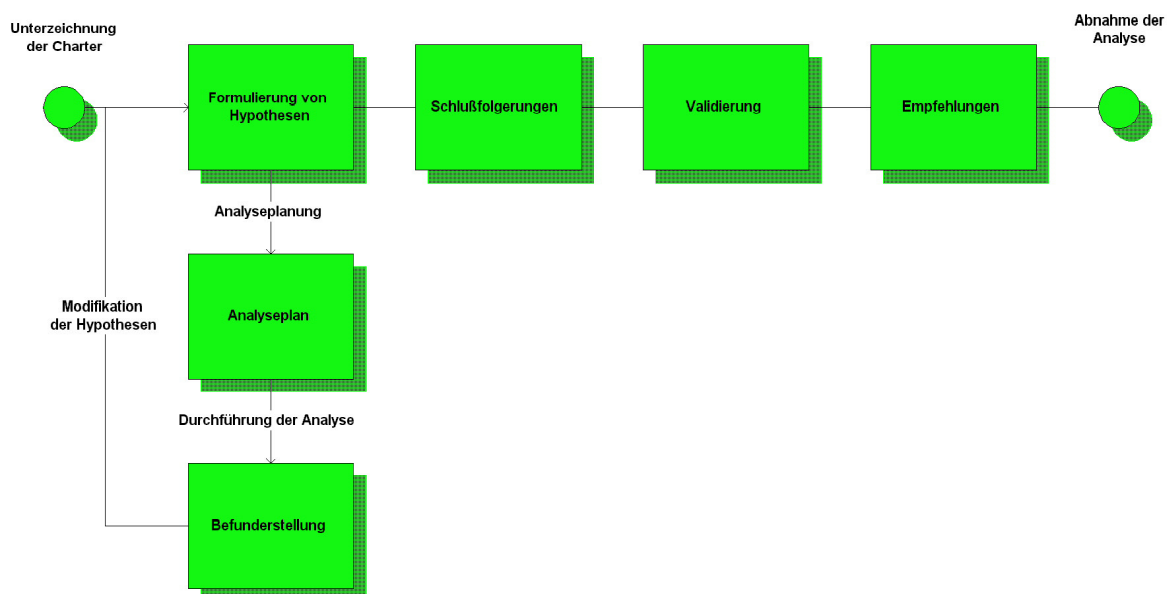 Unterzeichnung
der Charter
Abnahme der
Analyse
Formulierung von
Hypothesen
Schlußfolgerungen
Validierung
Empfehlungen
Analyseplanung
Modifikation
der Hypothesen
Analyseplan
Durchführung der Analyse
Befunderstellung